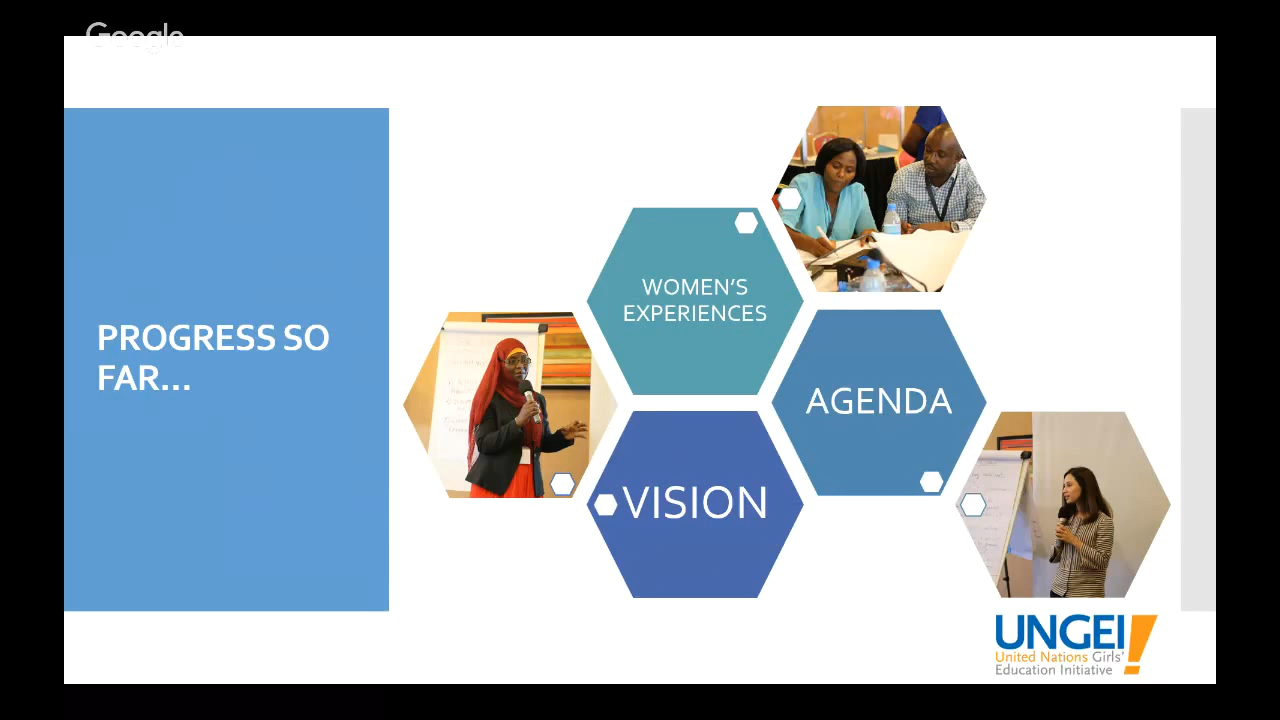 Google
PROGRESS SO
FAR...
WOMEN'S
EXPERIENCES
AGENDA
VISION
UNGEI!
United Nations Girls'
Education Initiative